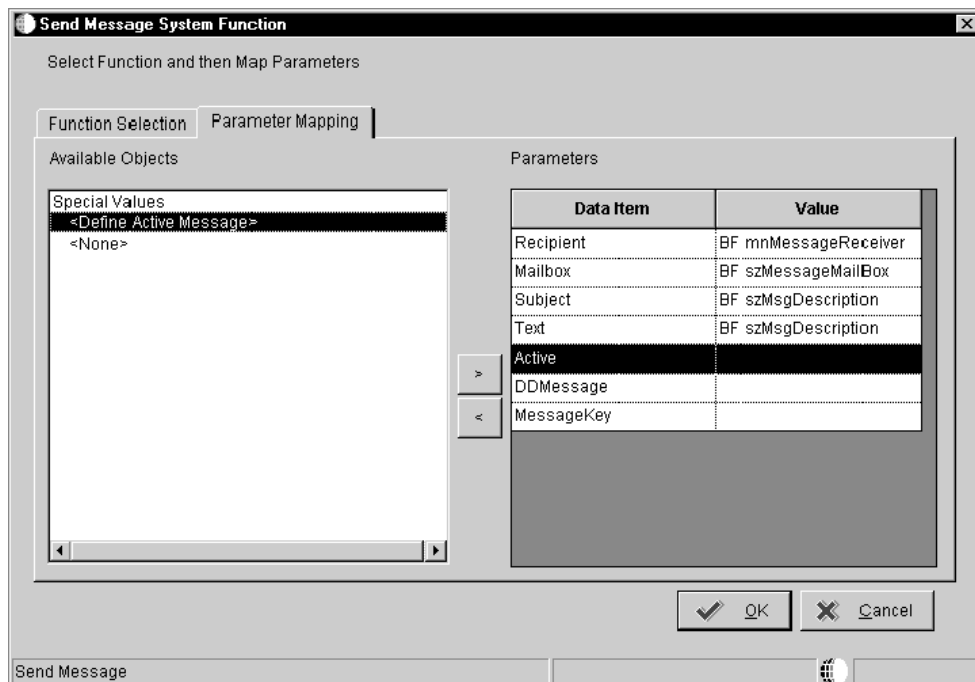 Send Message System Function
Select Function and then Map Parameters
Function Selection Parameter Mapping
Available Objects
Special Values
<Define Active Message>
<None>
>
<
Parameters
Data Item Value
Recipient BF mnMessageReceiver
Mailbox BF szMessageMailBox
Subject BF szMsgDescription
Text BF szMsgDescription
Active
DDMessage
MessageKey
OK Cancel
Send Message